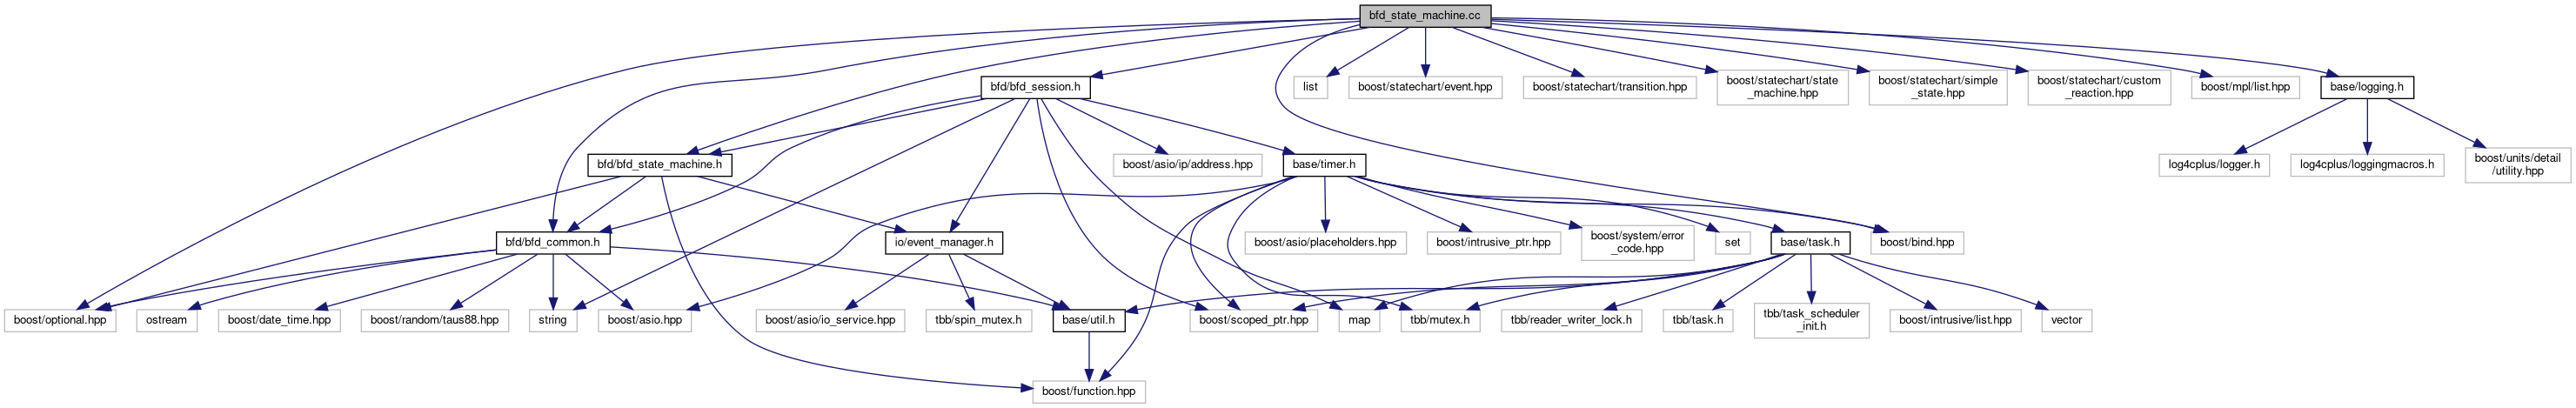 bfd_state_machine.cc
bfd/bfd_session.h
list
boost/statechart/event.hpp
boost/statechart/transition.hpp
boost/statechart/state
_machine.hpp
boost/statechart/simple
_state.hpp
boost/statechart/custom
_reaction.hpp
boost/mpl/list.hpp
base/logging.h
bfd/bfd_state_machine.h
boost/asio/ip/address.hpp
base/timer.h
log4cplus/logger.h
log4cplus/loggingmacros.h
boost/units/detail
/utility.hpp
bfd/bfd_common.h
io/event_manager.h
boost/asio/placeholders.hpp
boost/intrusive_ptr.hpp
boost/system/error
_code.hpp
set
base/task.h
boost/bind.hpp
boost/optional.hpp
ostream
boost/date_time.hpp
boost/random/taus88.hpp
string
boost/asio.hpp
boost/asio/io_service.hpp
tbb/spin_mutex.h
base/util.h
boost/scoped_ptr.hpp
map
tbb/mutex.h
tbb/reader_writer_lock.h
tbb/task.h
tbb/task_scheduler
_init.h
boost/intrusive/list.hpp
vector
boost/function.hpp